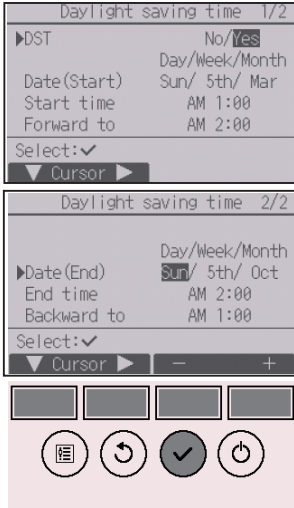 Daylight saving time 1/2
▶DST No/Yes
Day/Week/Month
Date(Start) Sun/ 5th/ Mar
Start time AM 1:00
Forward to AM 2:00
Select:✓
▼ Cursor ▶
Daylight saving time 2/2
Day/Week/Month
▶Date(End) Sun/ 5th/ Oct
End time AM 2:00
Backward to AM 1:00
Select:✓
▼ Cursor ▶ − +